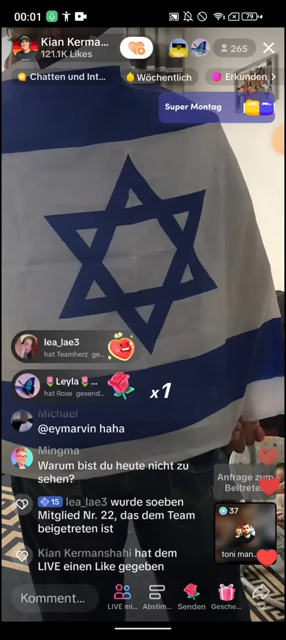 00:01
79
Kian Kerma...
121.1K Likes
265
Chatten und Int...
Wöchentlich
Erkunden
Super Montag
lea_lae3
hat Teamherz ge...
🌷Leyla🌷...
hat Rose gesend...
x1
Michael
@eymarvin haha
Mingma
Warum bist du heute nicht zu
sehen?
15 lea_lae3 wurde soeben
Mitglied Nr. 22, das dem Team
beigetreten ist
Kian Kermanshahi hat dem
LIVE einen Like gegeben
Anfrage zum
Beitrete...
37
toni man...
Komment...
LIVE mi...
Abstim...
Senden
Gesche...